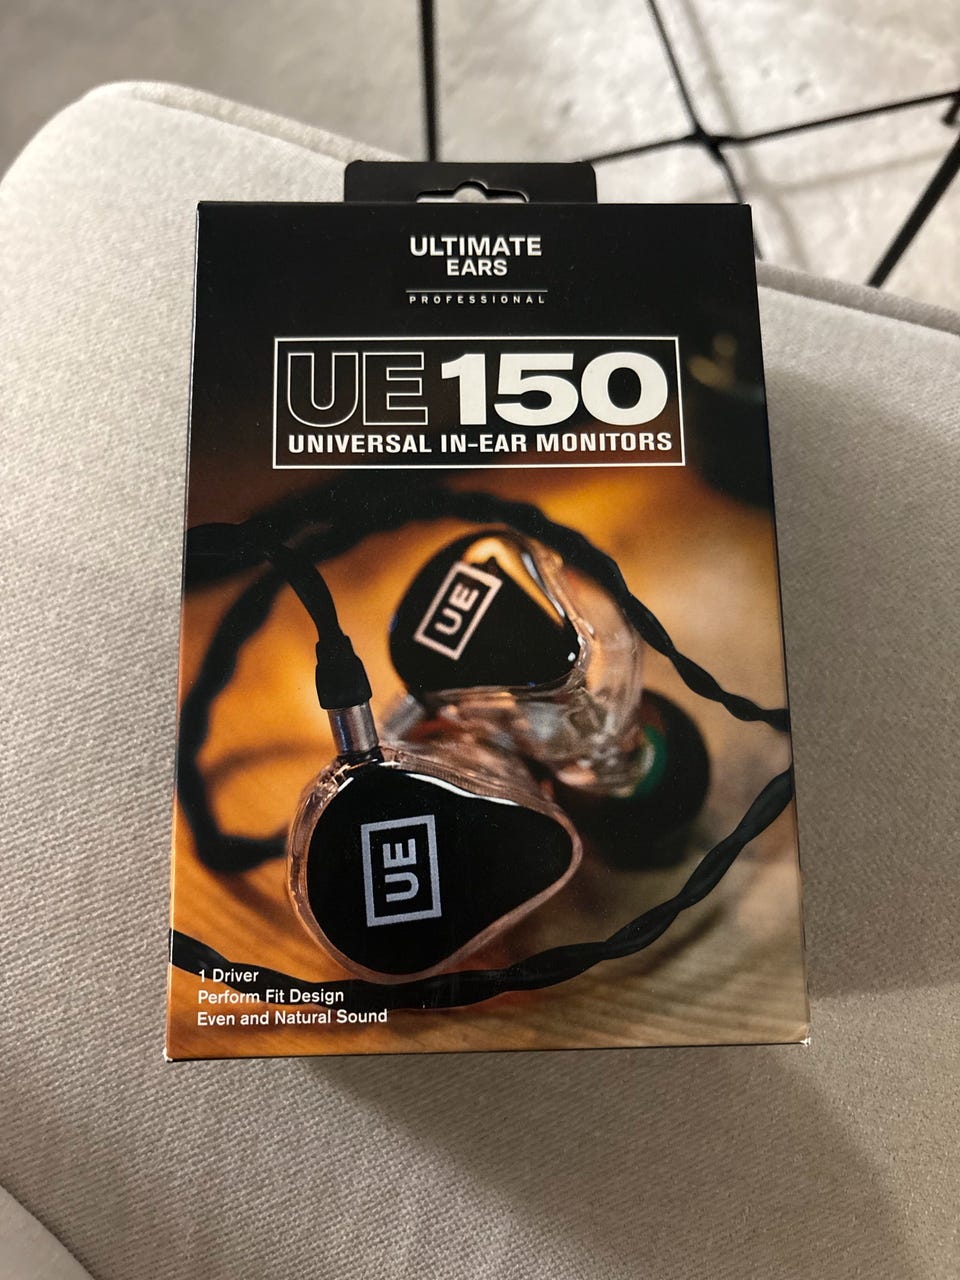 ULTIMATE
EARS
PROFESSIONAL
UE 150
UNIVERSAL IN-EAR MONITORS
UE
UE
1 Driver
Perform Fit Design
Even and Natural Sound